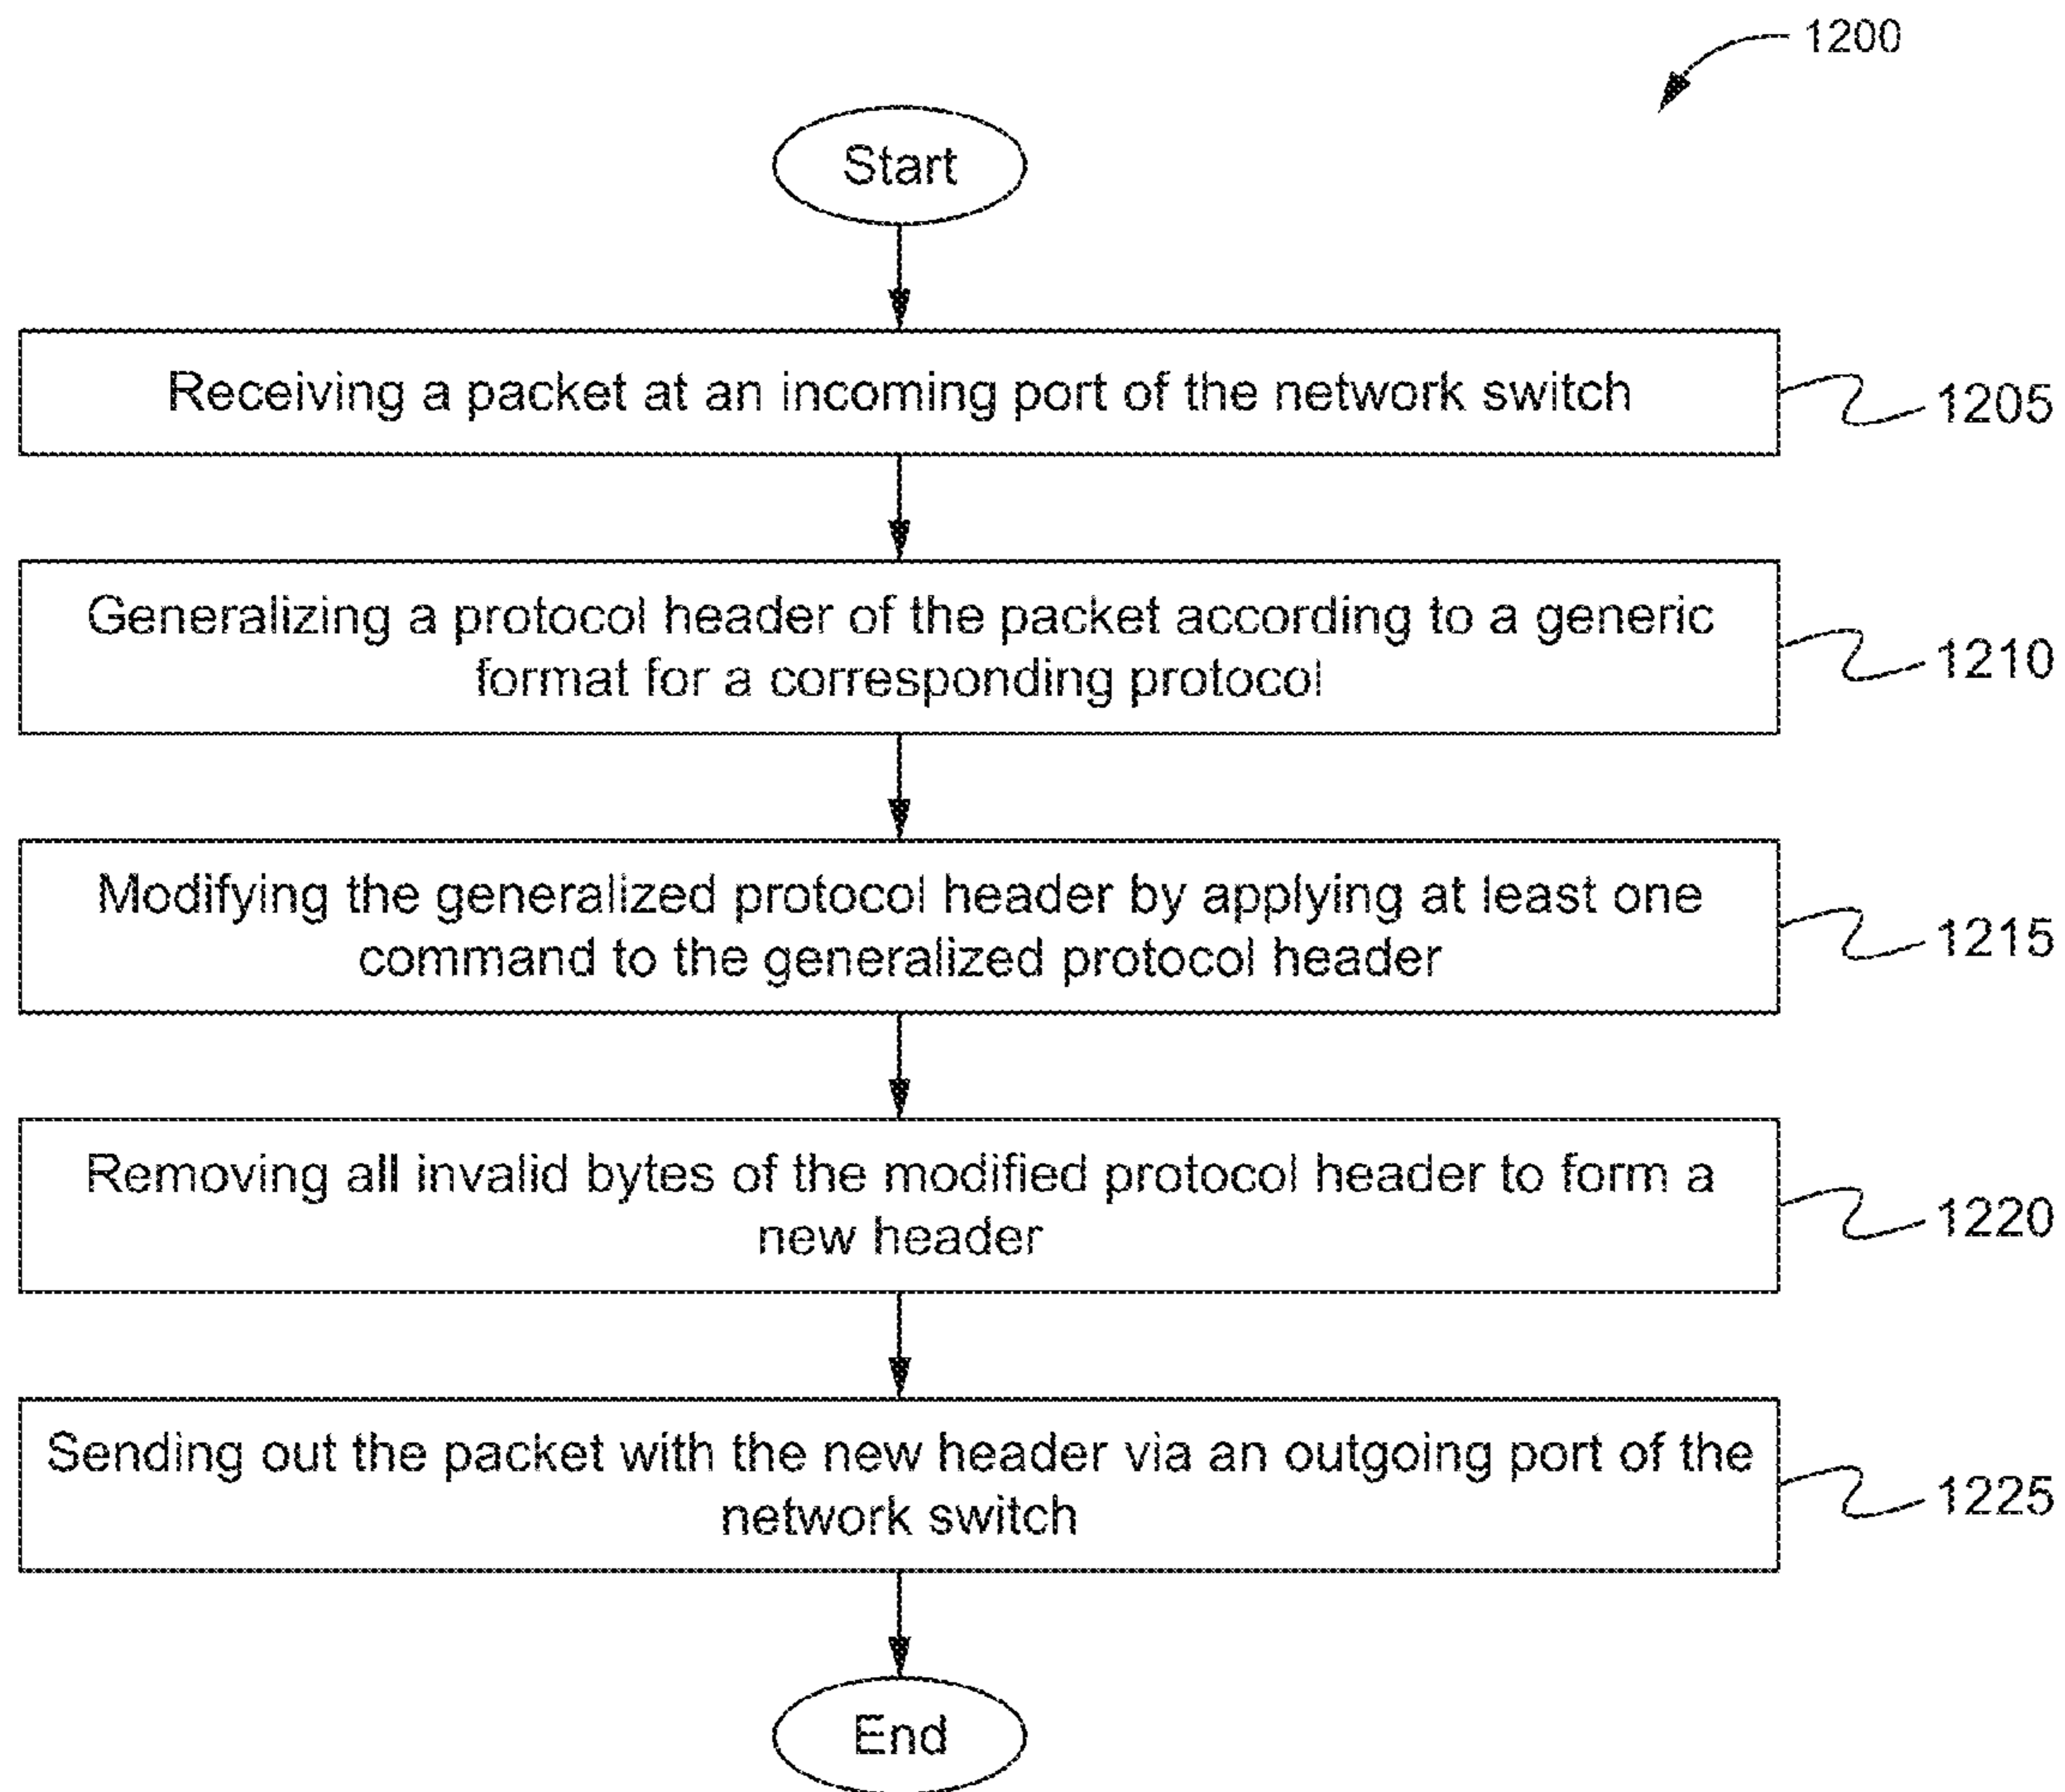 1200
Start
Receiving a packet at an incoming port of the network switch
1205
Generalizing a protocol header of the packet according to a generic
format for a corresponding protocol
1210
Modifying the generalized protocol header by applying at least one
command to the generalized protocol header
1215
Removing all invalid bytes of the modified protocol header to form a
new header
1220
Sending out the packet with the new header via an outgoing port of the
network switch
1225
End